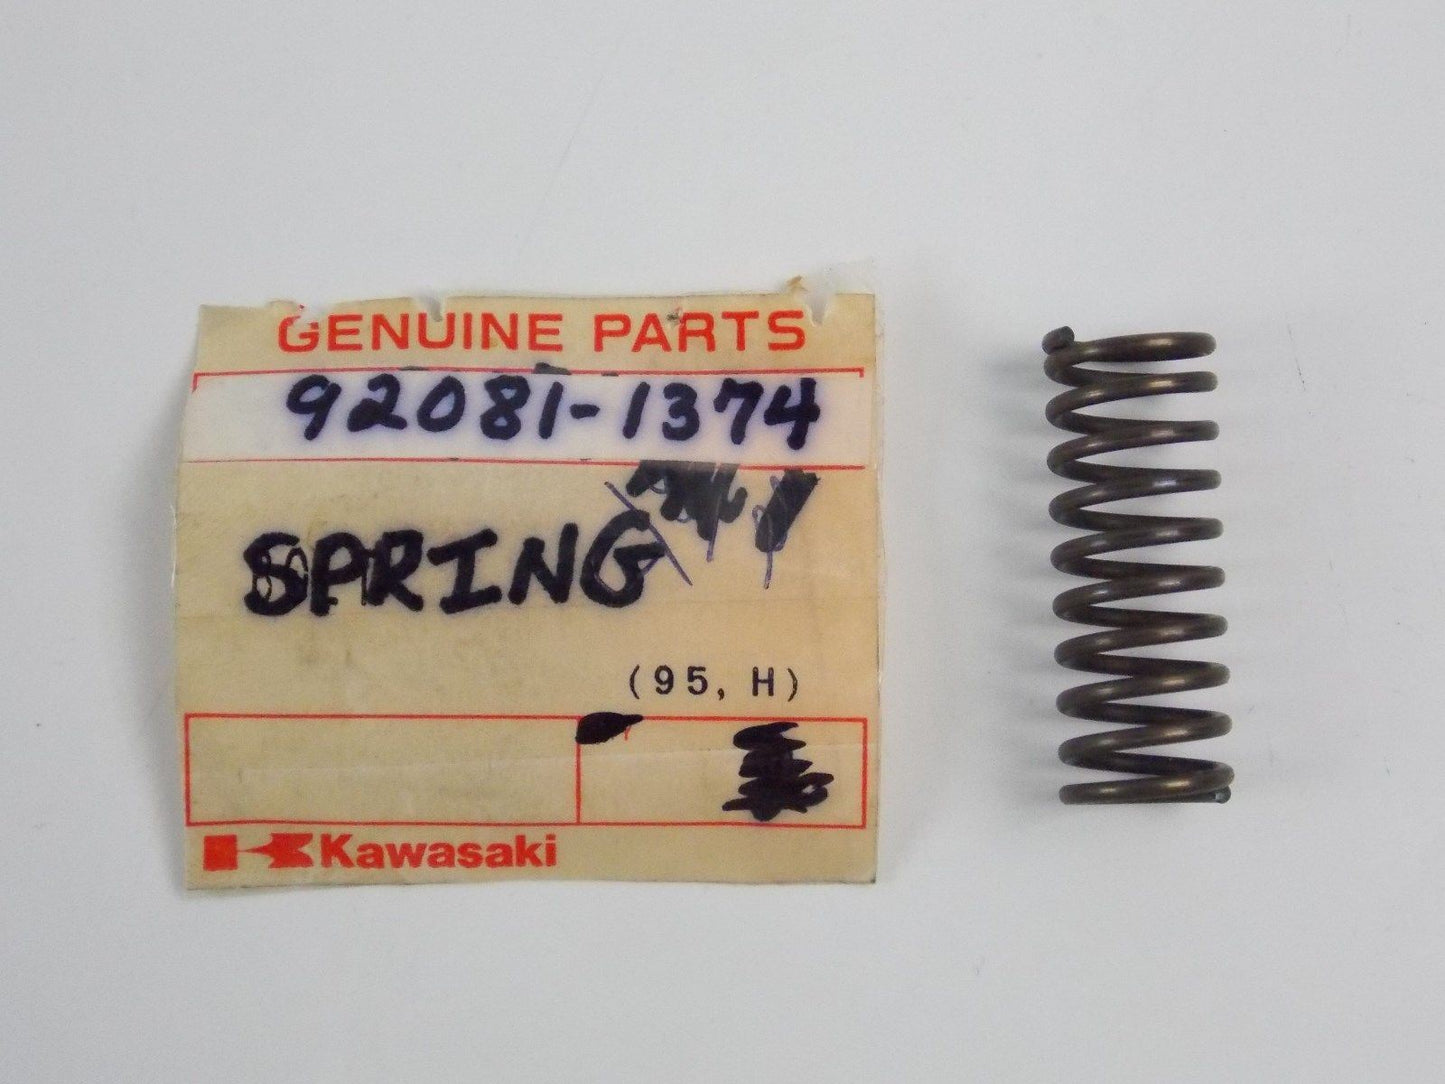 GENUINE PARTS
92081-1374
SPRING
(95, H)
Kawasaki